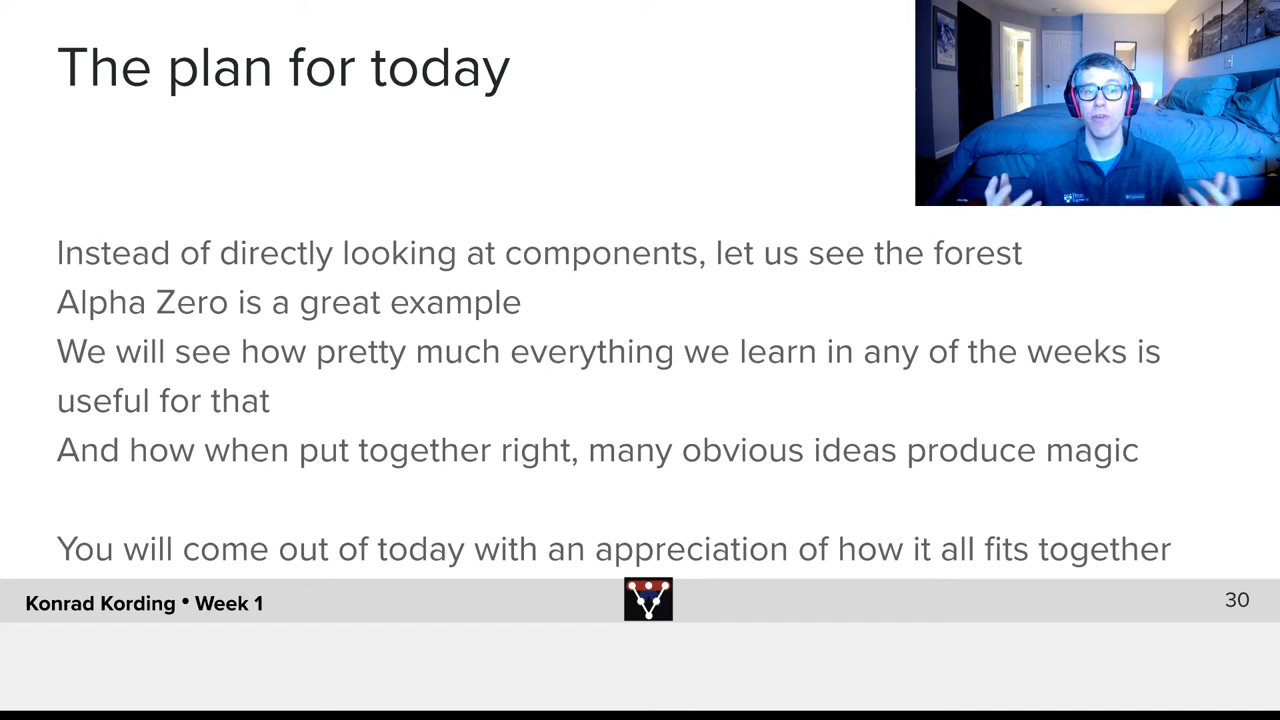 The plan for today
Instead of directly looking at components, let us see the forest
Alpha Zero is a great example
We will see how pretty much everything we learn in any of the weeks is
useful for that
And how when put together right, many obvious ideas produce magic
You will come out of today with an appreciation of how it all fits together
Konrad Kording • Week 1
30